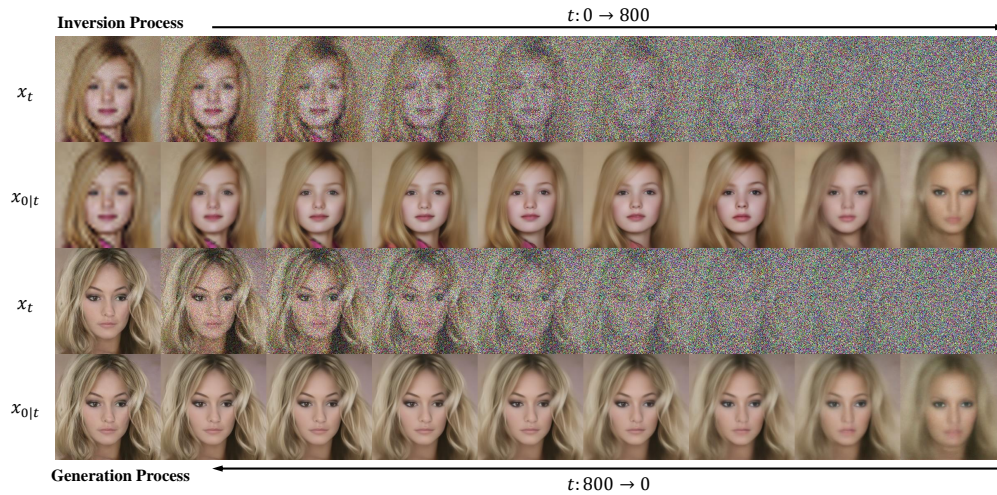 Inversion Process
t: 0 → 800
x_t
x_{0|t}
x_t
x_{0|t}
Generation Process
t: 800 → 0